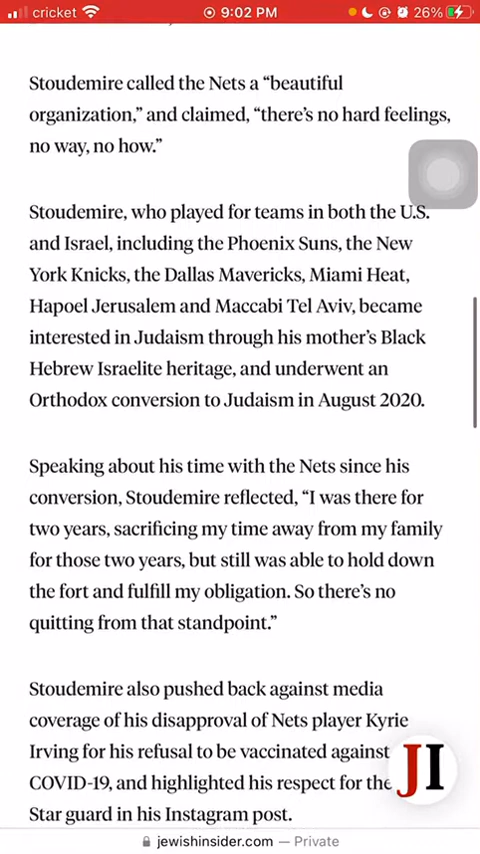 cricket 9:02 PM 26%
Stoudemire called the Nets a “beautiful
organization,” and claimed, “there’s no hard feelings,
no way, no how.”
Stoudemire, who played for teams in both the U.S.
and Israel, including the Phoenix Suns, the New
York Knicks, the Dallas Mavericks, Miami Heat,
Hapoel Jerusalem and Maccabi Tel Aviv, became
interested in Judaism through his mother’s Black
Hebrew Israelite heritage, and underwent an
Orthodox conversion to Judaism in August 2020.
Speaking about his time with the Nets since his
conversion, Stoudemire reflected, “I was there for
two years, sacrificing my time away from my family
for those two years, but still was able to hold down
the fort and fulfill my obligation. So there’s no
quitting from that standpoint.”
Stoudemire also pushed back against media
coverage of his disapproval of Nets player Kyrie
Irving for his refusal to be vaccinated against
COVID-19, and highlighted his respect for the
Star guard in his Instagram post.
JI
jewishinsider.com — Private